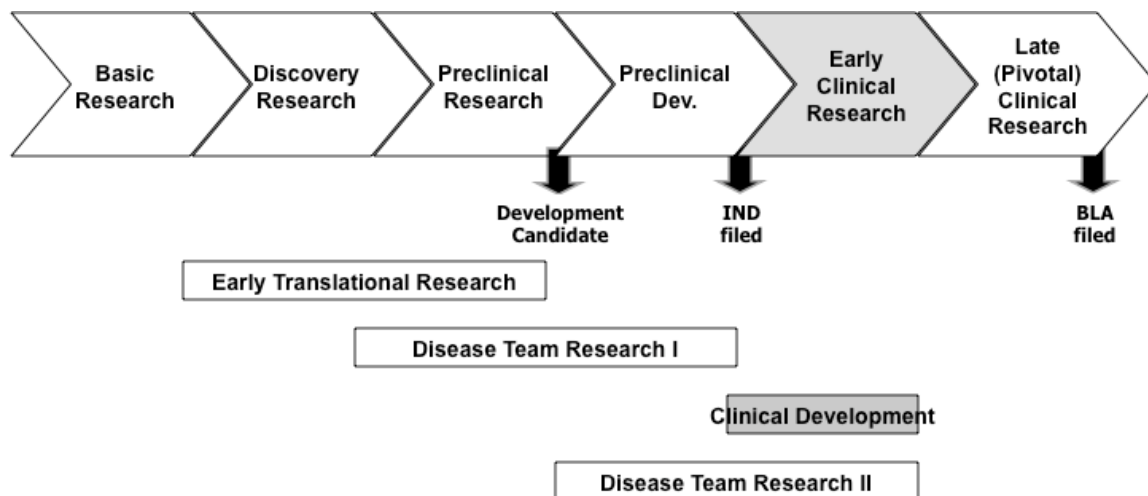 Basic
Research
Discovery
Research
Preclinical
Research
Preclinical
Dev.
Early
Clinical
Research
Late
(Pivotal)
Clinical
Research
Development
Candidate
IND
filed
BLA
filed
Early Translational Research
Disease Team Research I
Clinical Development
Disease Team Research II